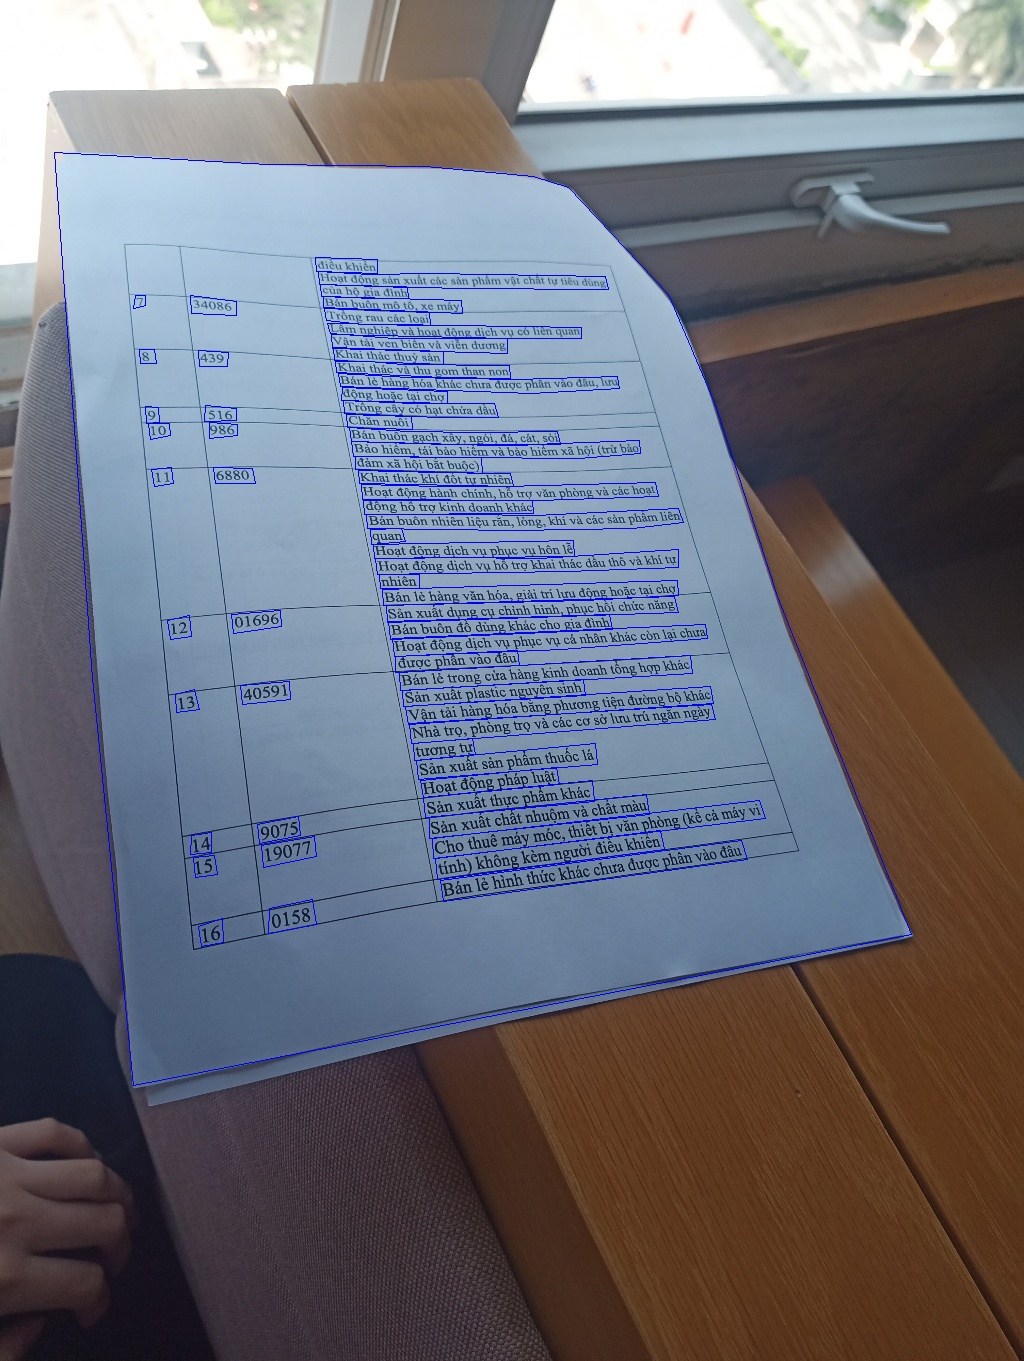 điều khiển
Hoạt động sản xuất các sản phẩm vật chất tự tiêu dùng
của hộ gia đình
7 34086 Bán buôn mô tô, xe máy
Trồng rau các loại
Lâm nghiệp và hoạt động dịch vụ có liên quan
Vận tải ven biển và viễn dương
8 439 Khai thác thuỷ sản
Khai thác và thu gom than non
Bán lẻ hàng hóa khác chưa được phân vào đâu, lưu
động hoặc tại chợ
Trồng cây có hạt chứa dầu
9 516 Chăn nuôi
10 986 Bán buôn gạch xây, ngói, đá, cát, sỏi
Bảo hiểm, tái bảo hiểm và bảo hiểm xã hội (trừ bảo
đảm xã hội bắt buộc)
11 6880 Khai thác khí đốt tự nhiên
Hoạt động hành chính, hỗ trợ văn phòng và các hoạt
động hỗ trợ kinh doanh khác
Bán buôn nhiên liệu rắn, lỏng, khí và các sản phẩm liên
quan
Hoạt động dịch vụ phục vụ hôn lễ
Hoạt động dịch vụ hỗ trợ khai thác dầu thô và khí tự
nhiên
Bán lẻ hàng văn hóa, giải trí lưu động hoặc tại chợ
12 01696 Sản xuất dụng cụ chỉnh hình, phục hồi chức năng
Bán buôn đồ dùng khác cho gia đình
Hoạt động dịch vụ phục vụ cá nhân khác còn lại chưa
được phân vào đâu
13 40591 Bán lẻ trong cửa hàng kinh doanh tổng hợp khác
Sản xuất plastic nguyên sinh
Vận tải hàng hóa bằng phương tiện đường bộ khác
Nhà trọ, phòng trọ và các cơ sở lưu trú ngắn ngày
tương tự
Sản xuất sản phẩm thuốc lá
Hoạt động pháp luật
Sản xuất thực phẩm khác
14 9075 Sản xuất chất nhuộm và chất màu
15 19077 Cho thuê máy móc, thiết bị văn phòng (kể cả máy vi
tính) không kèm người điều khiển
16 0158 Bán lẻ hình thức khác chưa được phân vào đâu